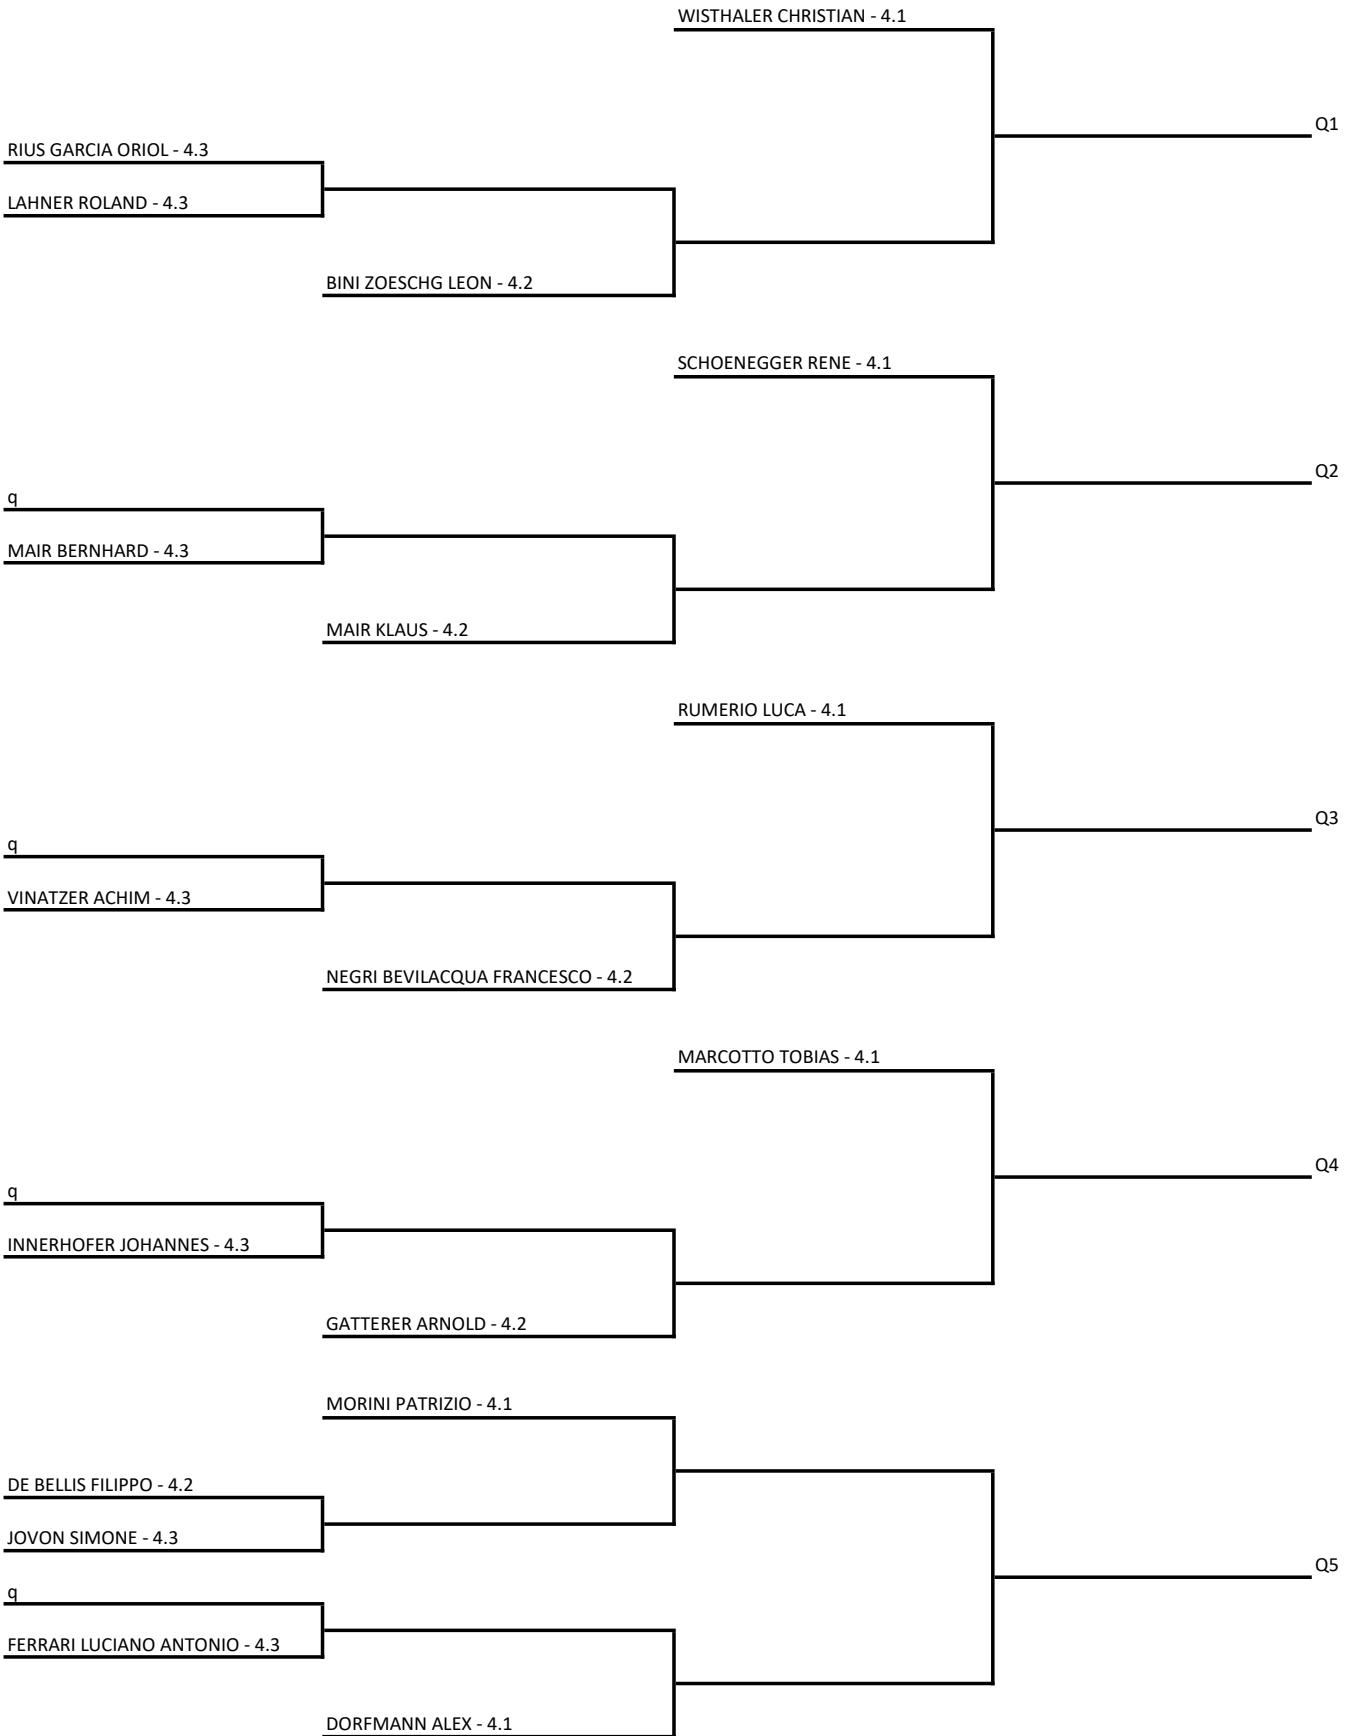 WISTHALER CHRISTIAN - 4.1
Q1
RIUS GARCIA ORIOL - 4.3
LAHNER ROLAND - 4.3
BINI ZOESCHG LEON - 4.2
SCHOENEGGER RENE - 4.1
Q2
q
MAIR BERNHARD - 4.3
MAIR KLAUS - 4.2
RUMERIO LUCA - 4.1
Q3
q
VINATZER ACHIM - 4.3
NEGRI BEVILACQUA FRANCESCO - 4.2
MARCOTTO TOBIAS - 4.1
Q4
q
INNERHOFER JOHANNES - 4.3
GATTERER ARNOLD - 4.2
MORINI PATRIZIO - 4.1
DE BELLIS FILIPPO - 4.2
JOVON SIMONE - 4.3
Q5
q
FERRARI LUCIANO ANTONIO - 4.3
DORFMANN ALEX - 4.1